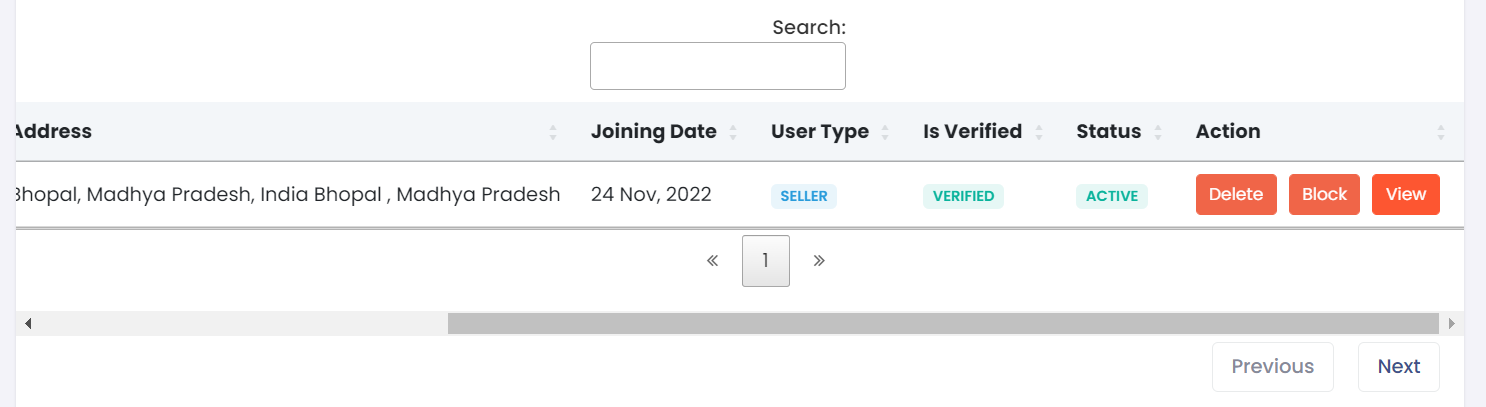 Search:
Address Joining Date User Type Is Verified Status Action
Bhopal, Madhya Pradesh, India Bhopal , Madhya Pradesh 24 Nov, 2022 SELLER VERIFIED ACTIVE Delete Block View
« 1 »
Previous Next